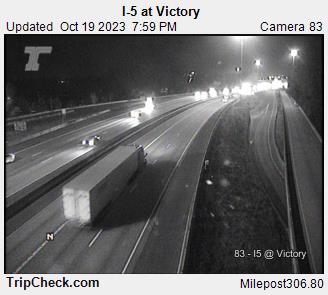 I-5 at Victory
Updated  Oct 19 2023  7:59 PM
Camera 83
T
N
83 - I5 @ Victory
TripCheck.com
Milepost306.80